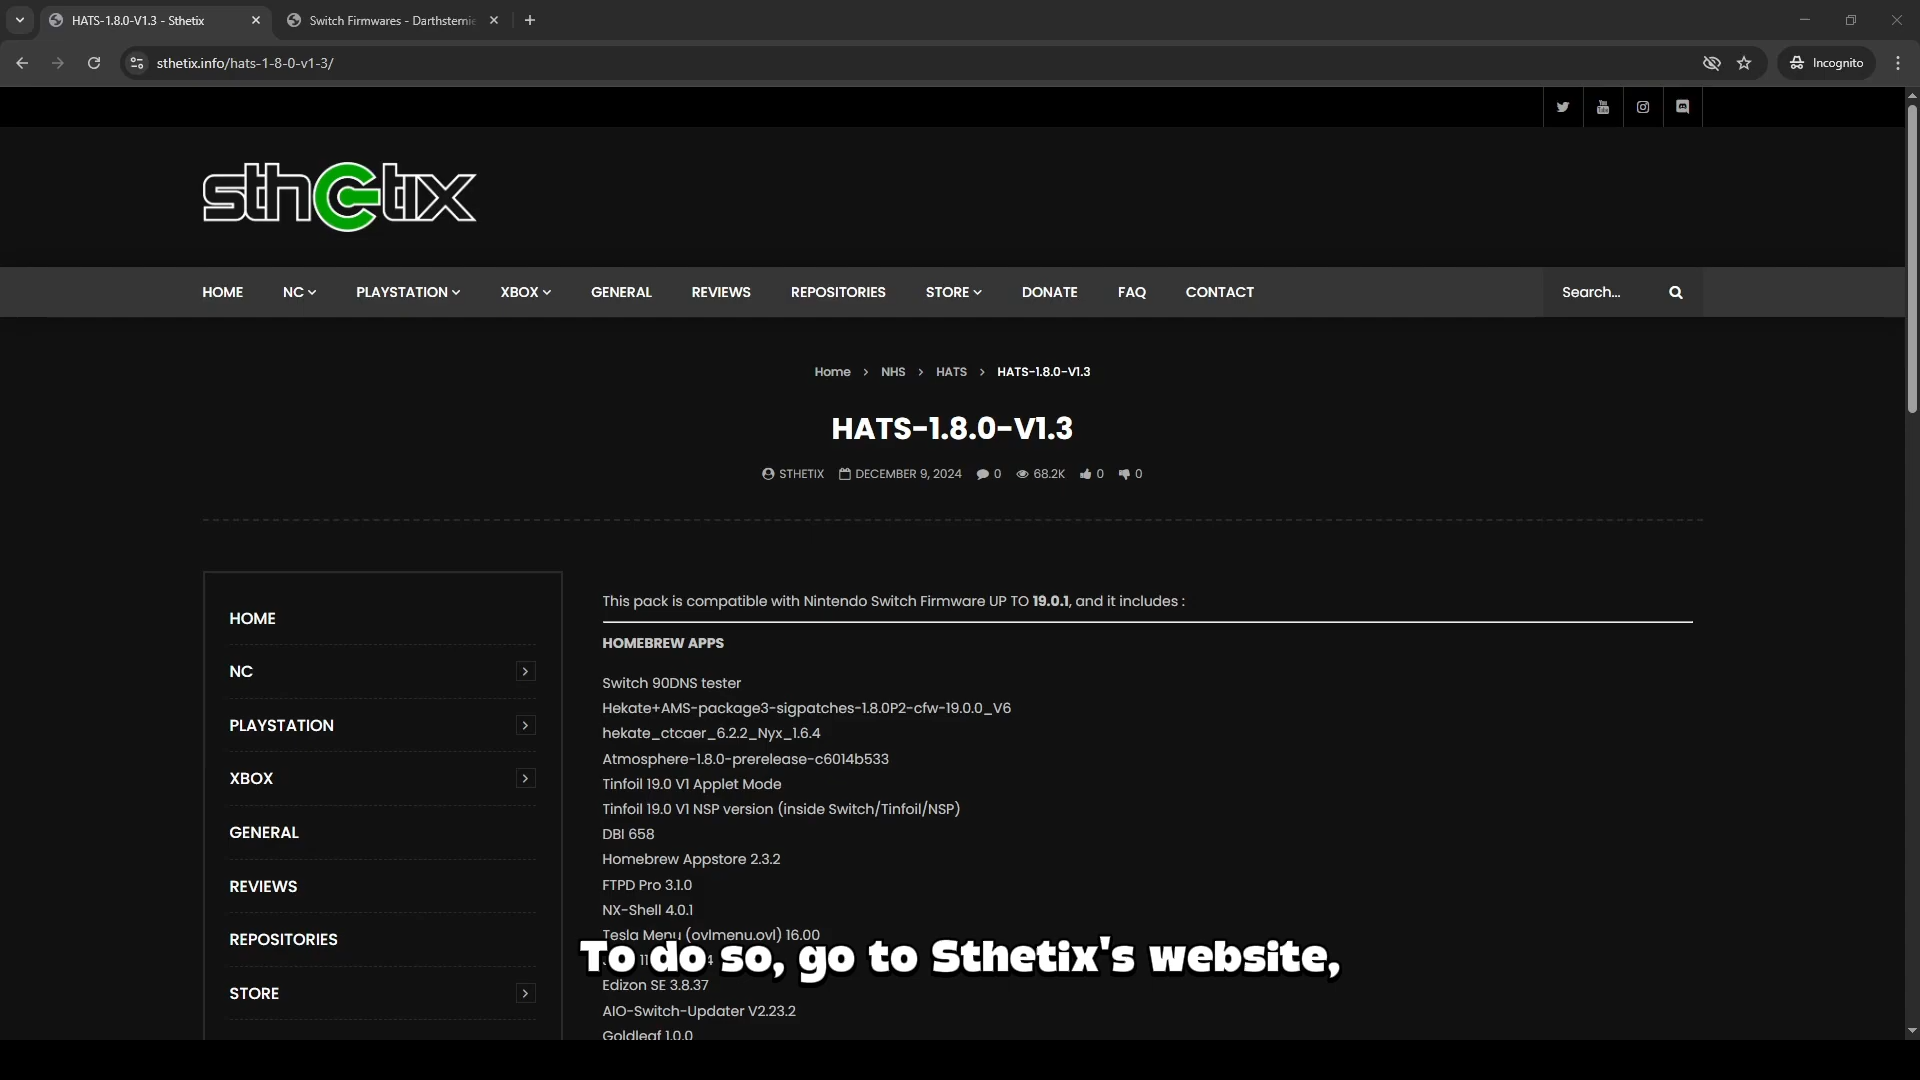 HATS-1.8.0-V1.3 - Sthetix
Switch Firmwares - Darthsternie
sthetix.info/hats-1-8-0-v1-3/
Incognito
sthetix
HOME NC PLAYSTATION XBOX GENERAL REVIEWS REPOSITORIES STORE DONATE FAQ CONTACT
Search...
Home > NHS > HATS > HATS-1.8.0-V1.3
HATS-1.8.0-V1.3
STHETIX DECEMBER 9, 2024 0 68.2K 0 0
HOME
NC
PLAYSTATION
XBOX
GENERAL
REVIEWS
REPOSITORIES
STORE
This pack is compatible with Nintendo Switch Firmware UP TO 19.0.1, and it includes :
HOMEBREW APPS
Switch 90DNS tester
Hekate+AMS-package3-sigpatches-1.8.0P2-cfw-19.0.0_V6
hekate_ctcaer_6.2.2_Nyx_1.6.4
Atmosphere-1.8.0-prerelease-c6014b533
Tinfoil 19.0 V1 Applet Mode
Tinfoil 19.0 V1 NSP version (inside Switch/Tinfoil/NSP)
DBI 658
Homebrew Appstore 2.3.2
FTPD Pro 3.1.0
NX-Shell 4.0.1
Tesla Menu (ovlmenu.ovl) 16.00
Edizon SE 3.8.37
AIO-Switch-Updater V2.23.2
Goldleaf 1.0.0
To do so, go to Sthetix's website,